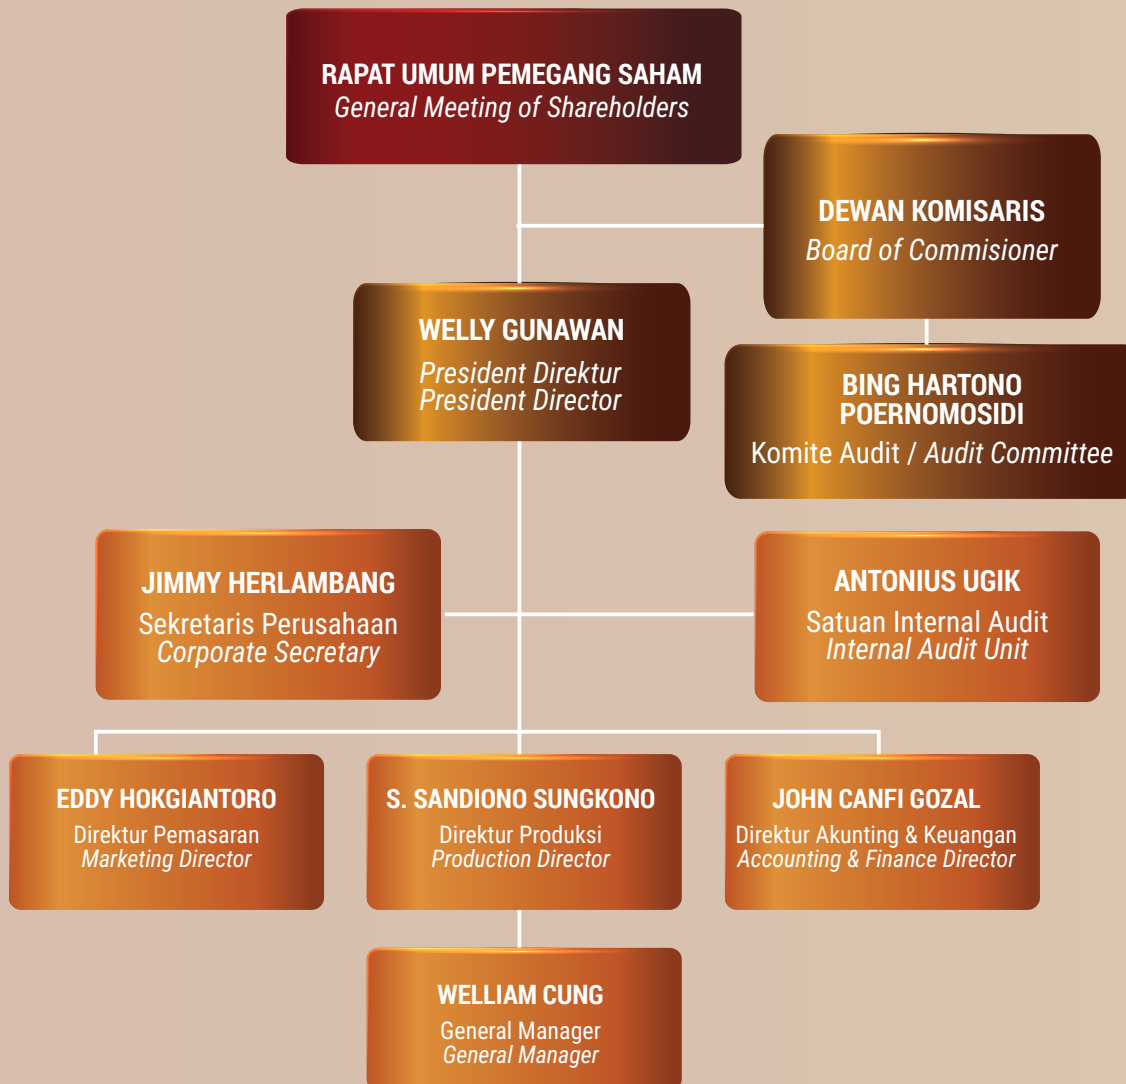 RAPAT UMUM PEMEGANG SAHAM
General Meeting of Shareholders
DEWAN KOMISARIS
Board of Commisioner
WELLY GUNAWAN
President Direktur
President Director
BING HARTONO
POERNOMOSIDI
Komite Audit / Audit Committee
JIMMY HERLAMBANG
Sekretaris Perusahaan
Corporate Secretary
ANTONIUS UGIK
Satuan Internal Audit
Internal Audit Unit
EDDY HOKGIANTORO
Direktur Pemasaran
Marketing Director
S. SANDIONO SUNGKONO
Direktur Produksi
Production Director
JOHN CANFI GOZAL
Direktur Akunting & Keuangan
Accounting & Finance Director
WELLIAM CUNG
General Manager
General Manager